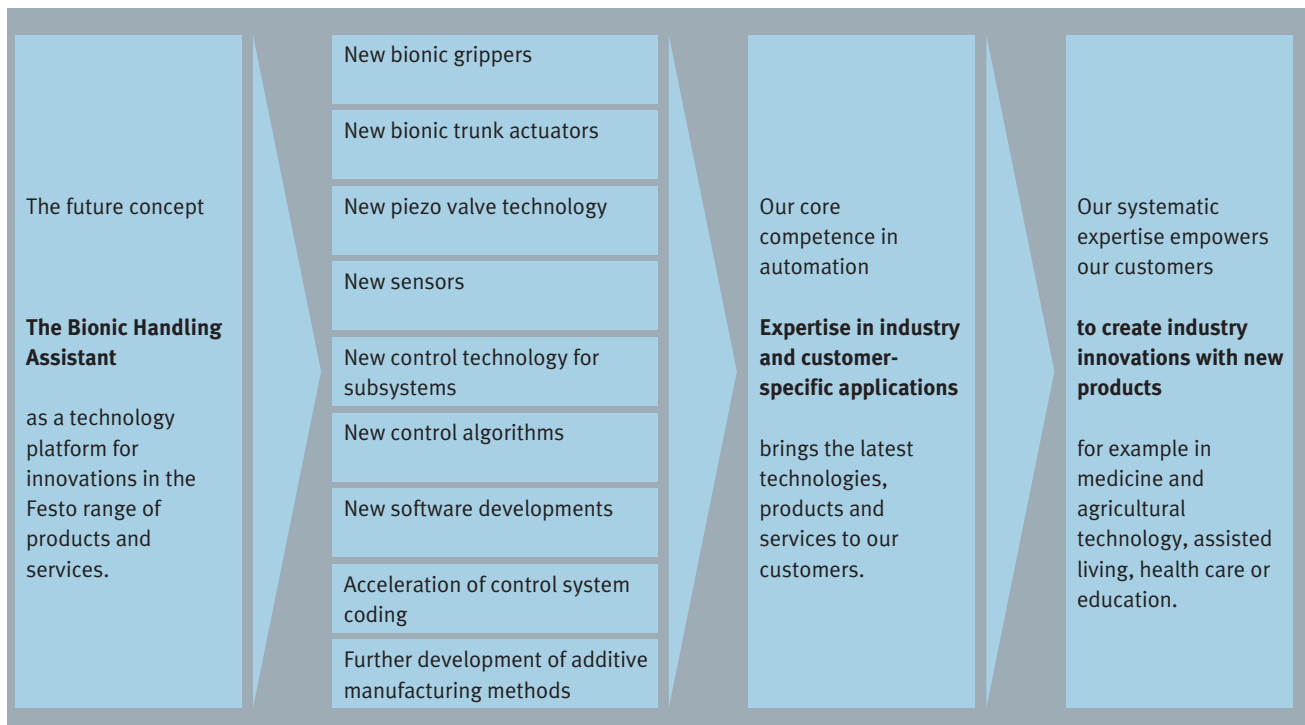 The future concept
The Bionic Handling
Assistant
as a technology
platform for
innovations in the
Festo range of
products and
services.
New bionic grippers
New bionic trunk actuators
New piezo valve technology
New sensors
New control technology for
subsystems
New control algorithms
New software developments
Acceleration of control system
coding
Further development of additive
manufacturing methods
Our core
competence in
automation
Expertise in industry
and customer-
specific applications
brings the latest
technologies,
products and
services to our
customers.
Our systematic
expertise empowers
our customers
to create industry
innovations with new
products
for example in
medicine and
agricultural
technology, assisted
living, health care or
education.